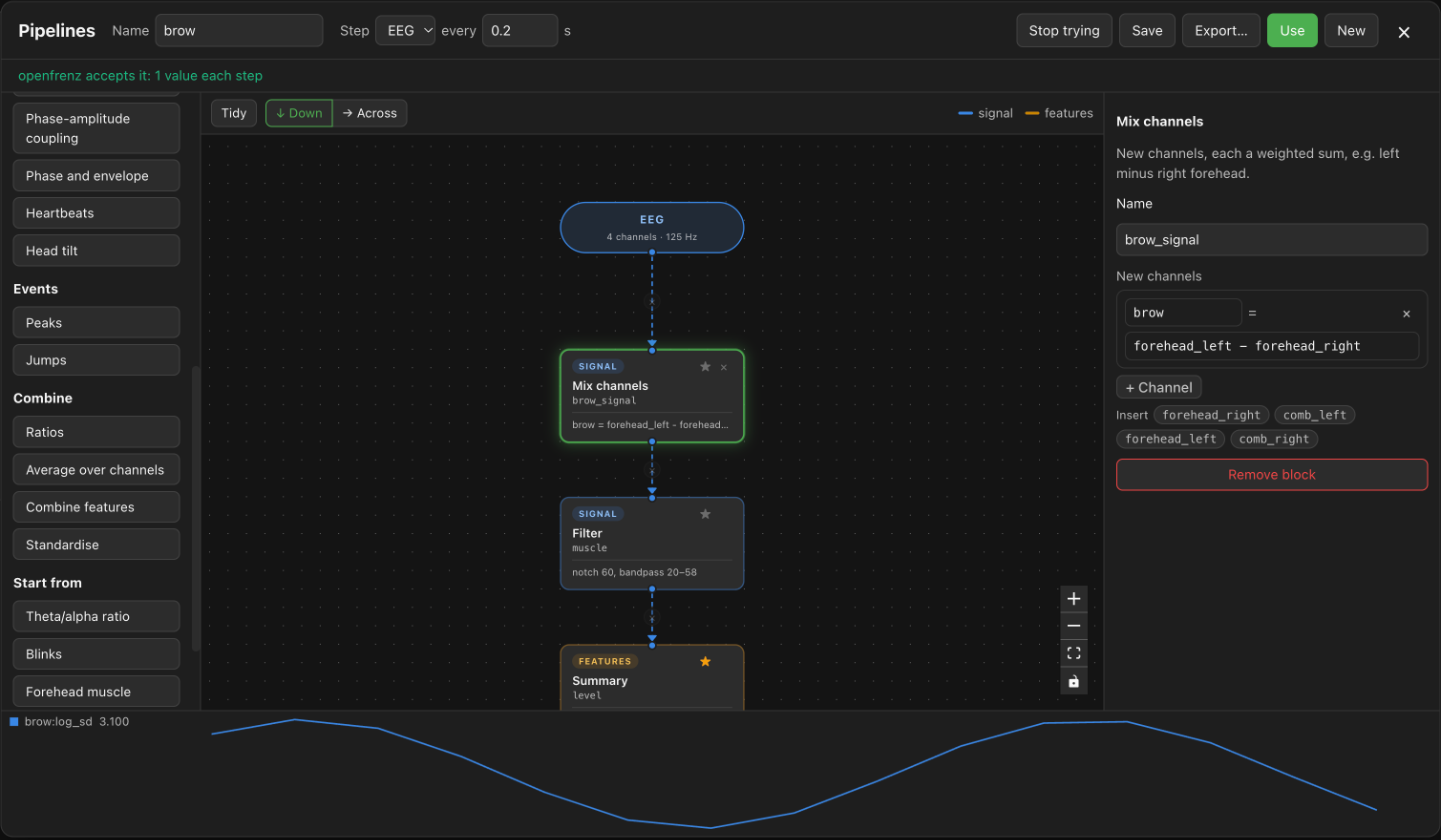 Pipelines Name brow Step EEG every 0.2 s Stop trying Save Export... Use New ×
openfrenz accepts it: 1 value each step
Phase-amplitude
coupling
Phase and envelope
Heartbeats
Head tilt
Events
Peaks
Jumps
Combine
Ratios
Average over channels
Combine features
Standardise
Start from
Theta/alpha ratio
Blinks
Forehead muscle
Tidy ↓ Down → Across signal features
EEG
4 channels · 125 Hz
SIGNAL ★ ×
Mix channels
brow_signal
brow = forehead_left - forehead...
SIGNAL ★
Filter
muscle
notch 60, bandpass 20–58
FEATURES ★
Summary
level
+
−
Mix channels
New channels, each a weighted sum, e.g. left
minus right forehead.
Name
brow_signal
New channels
brow = ×
forehead_left − forehead_right
+ Channel
Insert forehead_right comb_left
forehead_left comb_right
Remove block
brow:log_sd 3.100